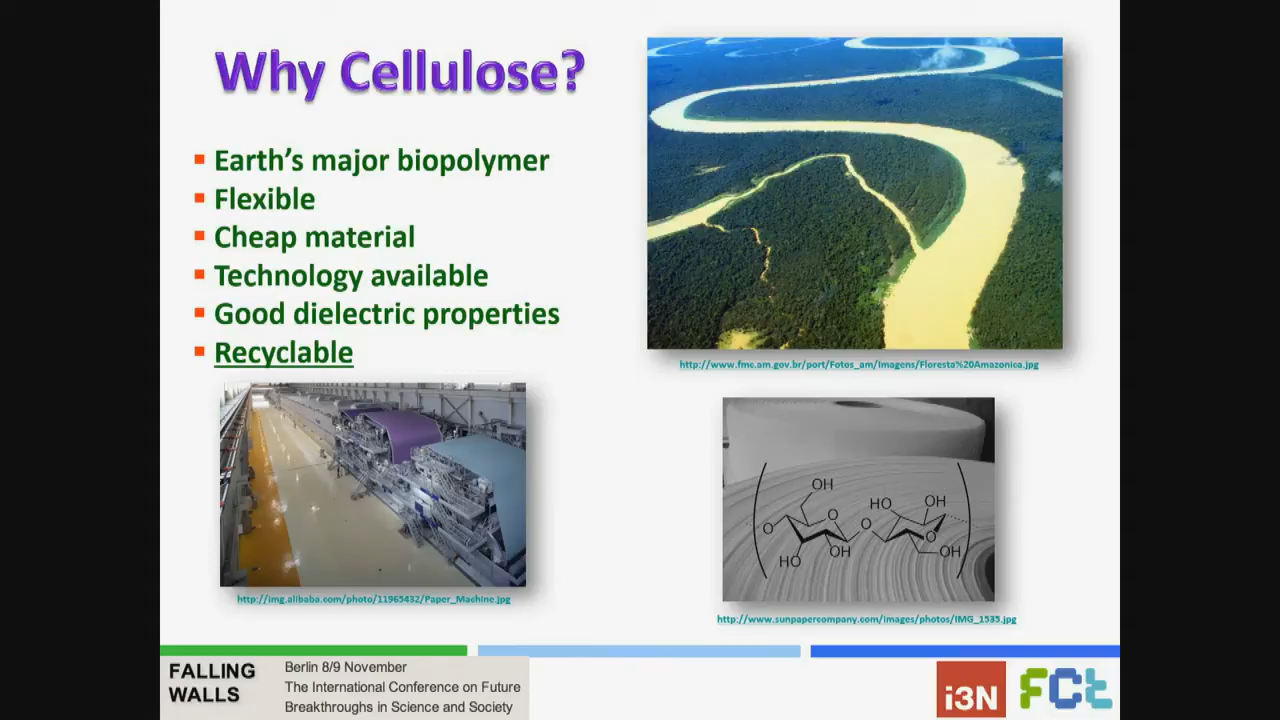 Why Cellulose?
Earth's major biopolymer
Flexible
Cheap material
Technology available
Good dielectric properties
Recyclable
http://www.fmc.am.gov.br/port/Fotos_am/Imagens/Floresta%20Amazonica.jpg
http://img.alibaba.com/photo/11965432/Paper_Machine.jpg
OH
HO
OH
O
O
O
O
HO
OH
OH
http://www.sunpapercompany.com/images/photos/IMG_1535.jpg
FALLING
WALLS
Berlin 8/9 November
The International Conference on Future
Breakthroughs in Science and Society
i3N
FCt